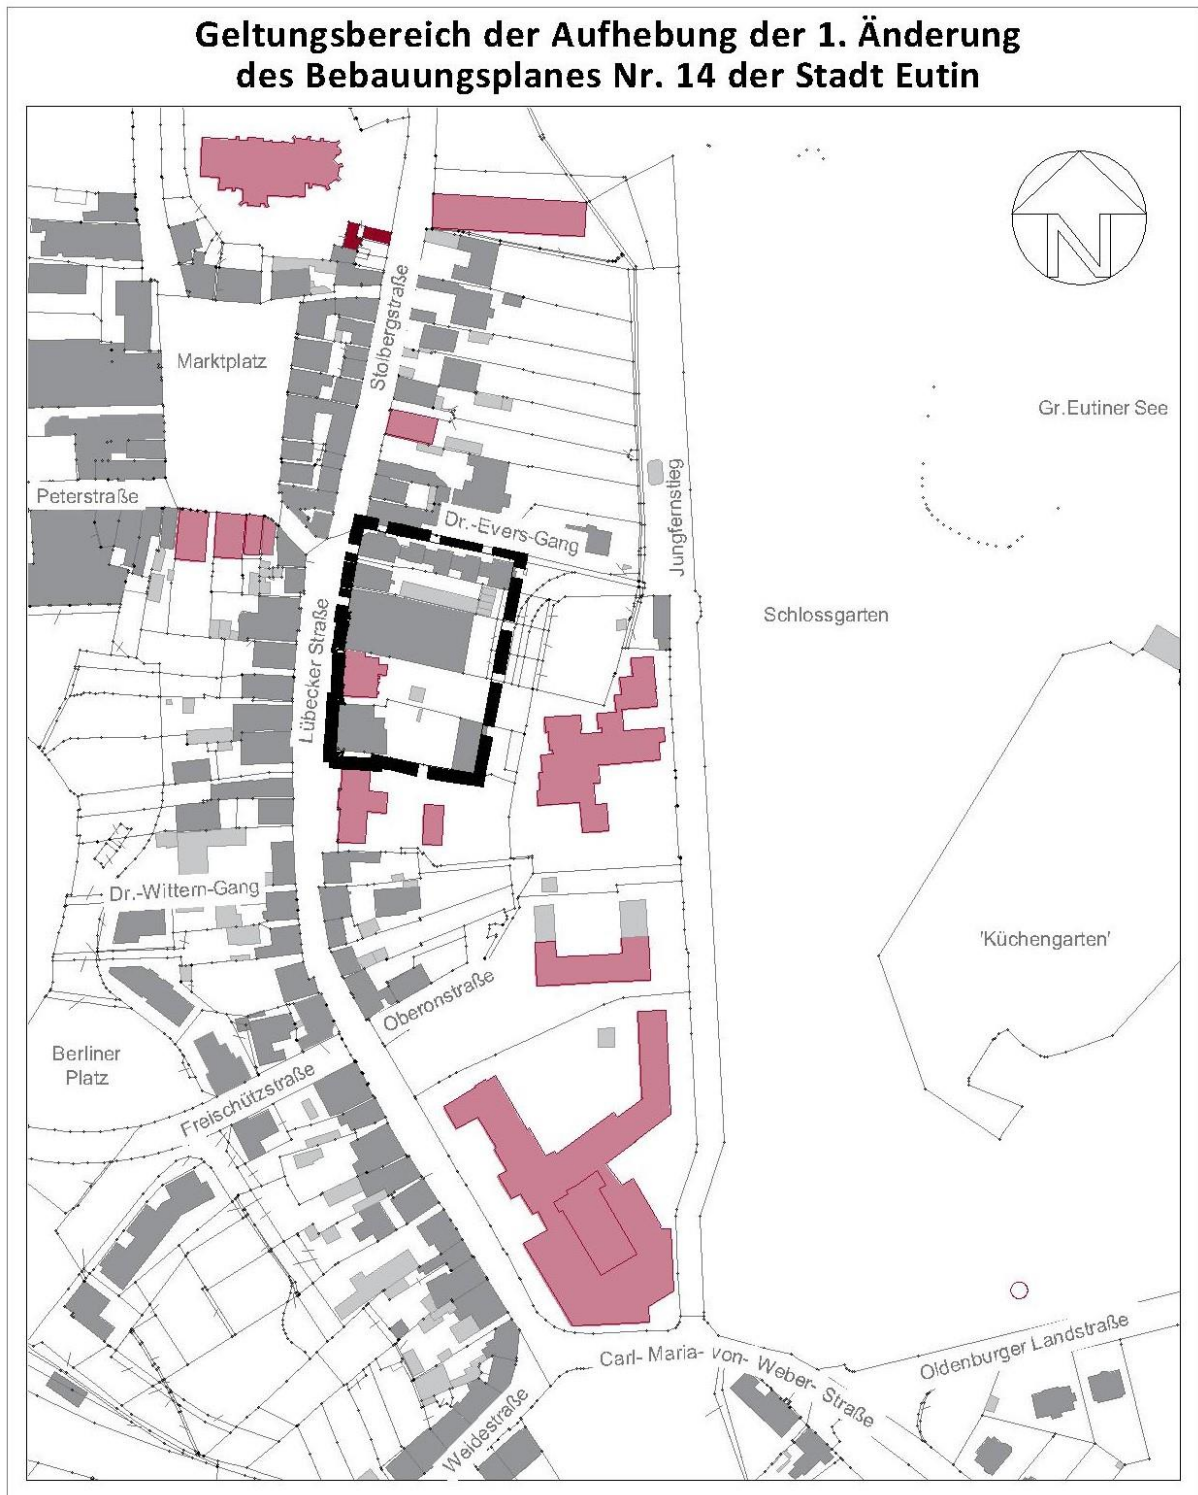 Geltungsbereich der Aufhebung der 1. Änderung
des Bebauungsplanes Nr. 14 der Stadt Eutin
N
Stolbergstraße
Marktplatz
Gr.Eutiner See
Peterstraße
Dr.-Evers-Gang
Jungfernstieg
Schlossgarten
Lübecker Straße
Dr.-Wittern-Gang
'Küchengarten'
Oberonstraße
Berliner
Platz
Freischützstraße
Carl- Maria- von- Weber- Straße
Oldenburger Landstraße
Weidestraße